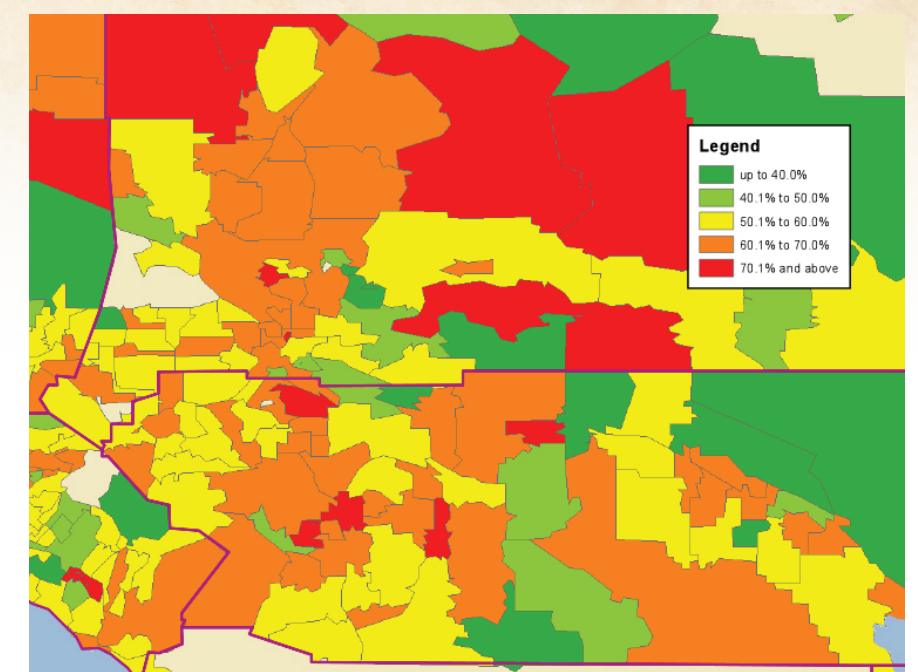 Legend
up to 40.0%
40.1% to 50.0%
50.1% to 60.0%
60.1% to 70.0%
70.1% and above